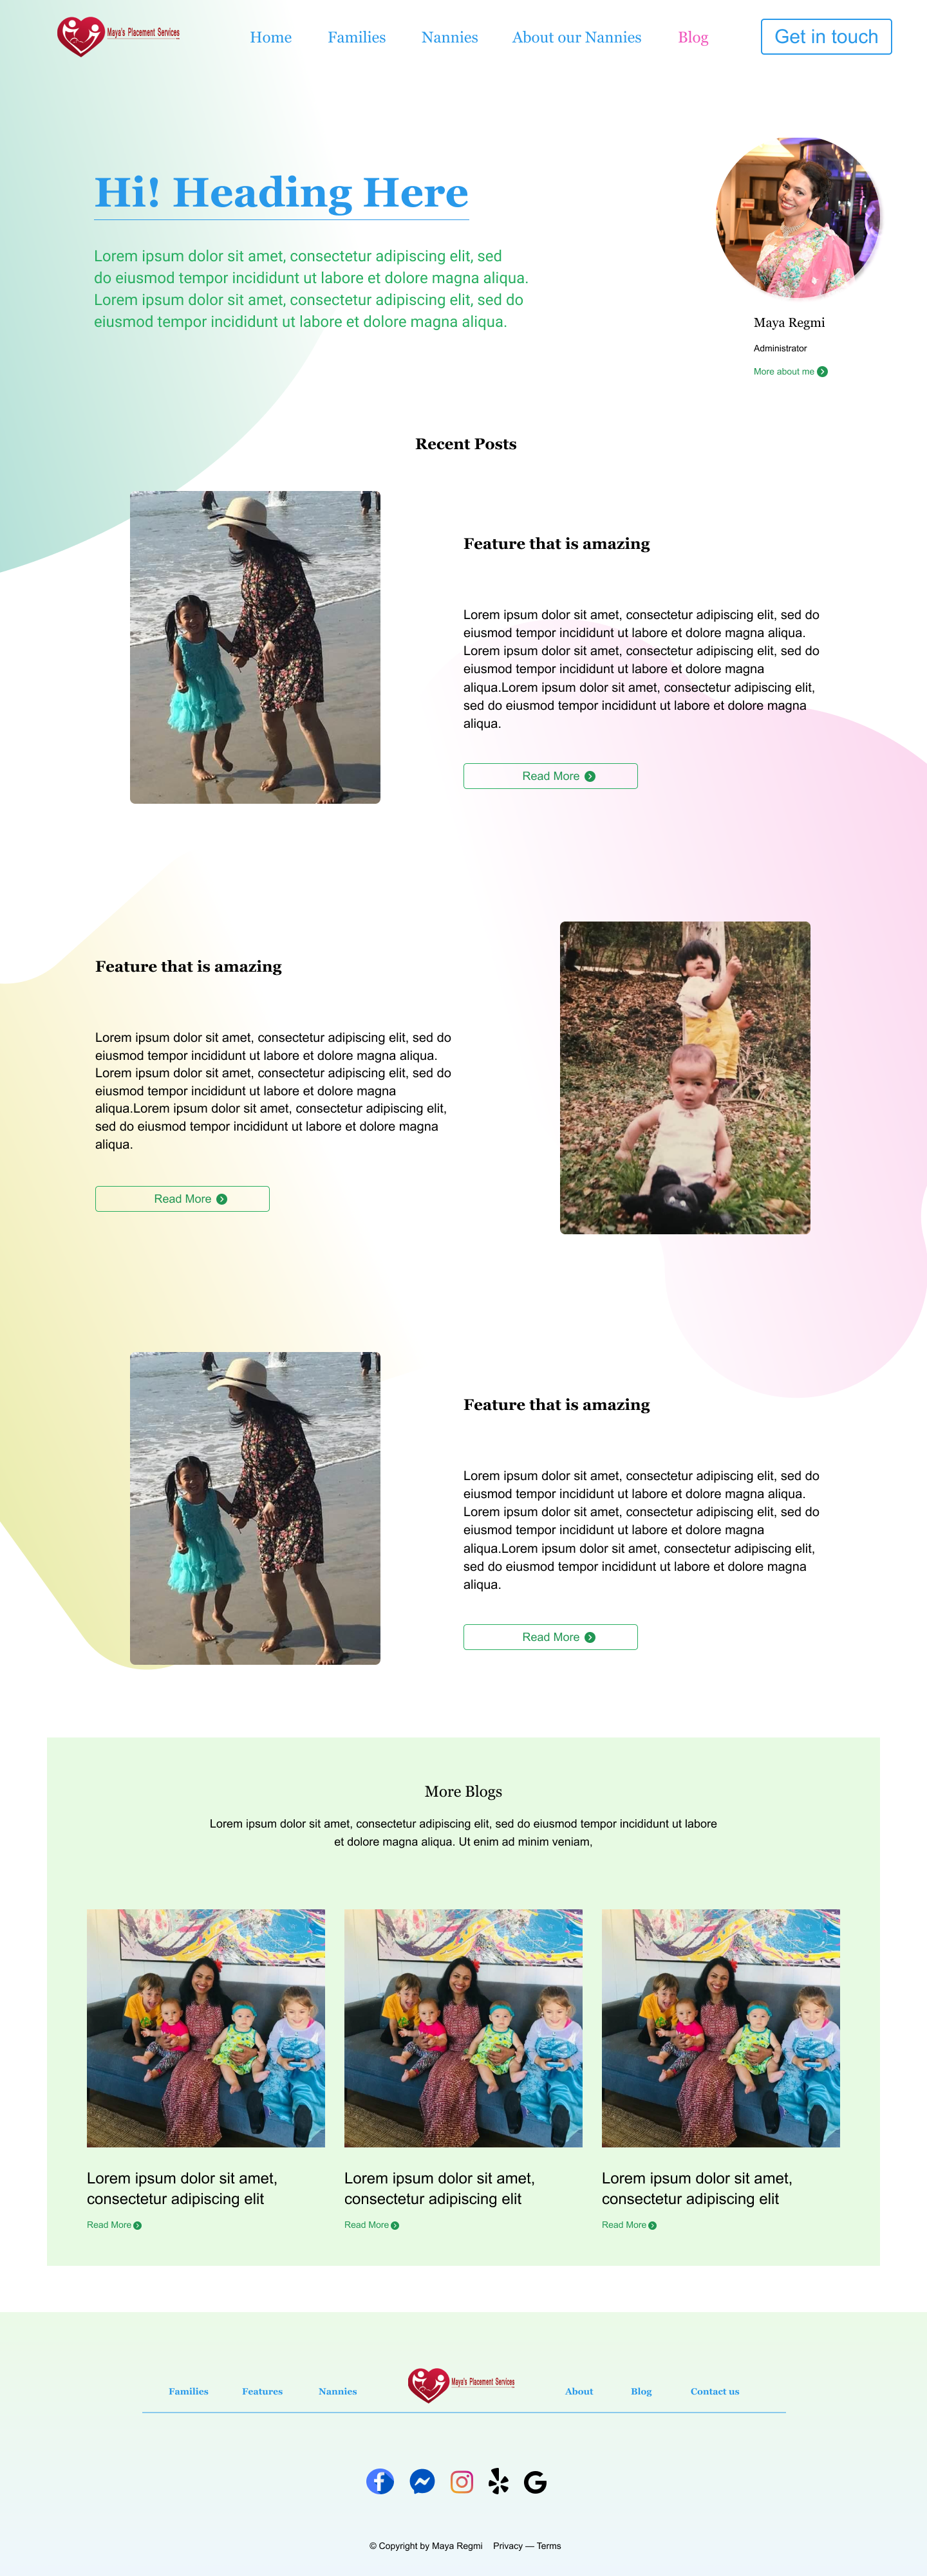 Maya's Placement Services
Home Families Nannies About our Nannies Blog Get in touch
Hi! Heading Here
Lorem ipsum dolor sit amet, consectetur adipiscing elit, sed
do eiusmod tempor incididunt ut labore et dolore magna aliqua.
Lorem ipsum dolor sit amet, consectetur adipiscing elit, sed do
eiusmod tempor incididunt ut labore et dolore magna aliqua.
Maya Regmi
Administrator
More about me
Recent Posts
Feature that is amazing
Lorem ipsum dolor sit amet, consectetur adipiscing elit, sed do
eiusmod tempor incididunt ut labore et dolore magna aliqua.
Lorem ipsum dolor sit amet, consectetur adipiscing elit, sed do
eiusmod tempor incididunt ut labore et dolore magna
aliqua.Lorem ipsum dolor sit amet, consectetur adipiscing elit,
sed do eiusmod tempor incididunt ut labore et dolore magna
aliqua.
Read More
Feature that is amazing
Lorem ipsum dolor sit amet, consectetur adipiscing elit, sed do
eiusmod tempor incididunt ut labore et dolore magna aliqua.
Lorem ipsum dolor sit amet, consectetur adipiscing elit, sed do
eiusmod tempor incididunt ut labore et dolore magna
aliqua.Lorem ipsum dolor sit amet, consectetur adipiscing elit,
sed do eiusmod tempor incididunt ut labore et dolore magna
aliqua.
Read More
Feature that is amazing
Lorem ipsum dolor sit amet, consectetur adipiscing elit, sed do
eiusmod tempor incididunt ut labore et dolore magna aliqua.
Lorem ipsum dolor sit amet, consectetur adipiscing elit, sed do
eiusmod tempor incididunt ut labore et dolore magna
aliqua.Lorem ipsum dolor sit amet, consectetur adipiscing elit,
sed do eiusmod tempor incididunt ut labore et dolore magna
aliqua.
Read More
More Blogs
Lorem ipsum dolor sit amet, consectetur adipiscing elit, sed do eiusmod tempor incididunt ut labore
et dolore magna aliqua. Ut enim ad minim veniam,
Lorem ipsum dolor sit amet,
consectetur adipiscing elit
Read More
Lorem ipsum dolor sit amet,
consectetur adipiscing elit
Read More
Lorem ipsum dolor sit amet,
consectetur adipiscing elit
Read More
Families Features Nannies Maya's Placement Services About Blog Contact us
© Copyright by Maya Regmi Privacy — Terms